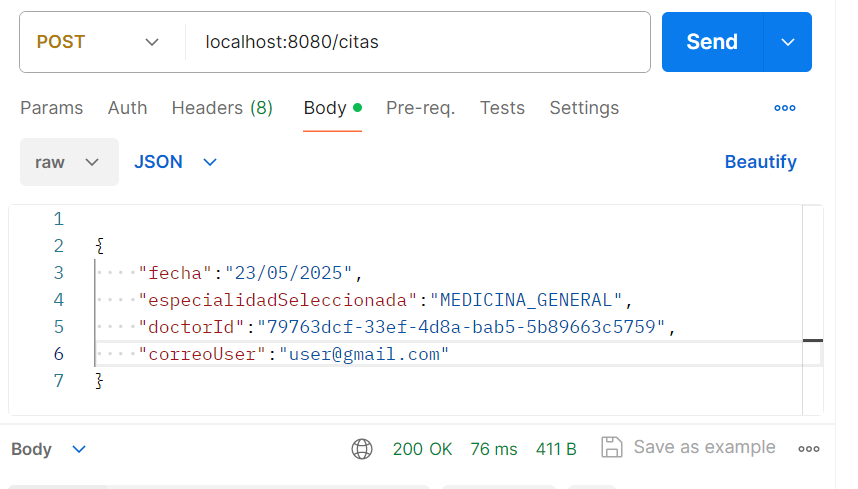 POST localhost:8080/citas Send
Params Auth Headers (8) Body Pre-req. Tests Settings
raw JSON Beautify
1
2 {
3 "fecha":"23/05/2025",
4 "especialidadSeleccionada":"MEDICINA_GENERAL",
5 "doctorId":"79763dcf-33ef-4d8a-bab5-5b89663c5759",
6 "correoUser":"user@gmail.com"
7 }
Body 200 OK 76 ms 411 B Save as example